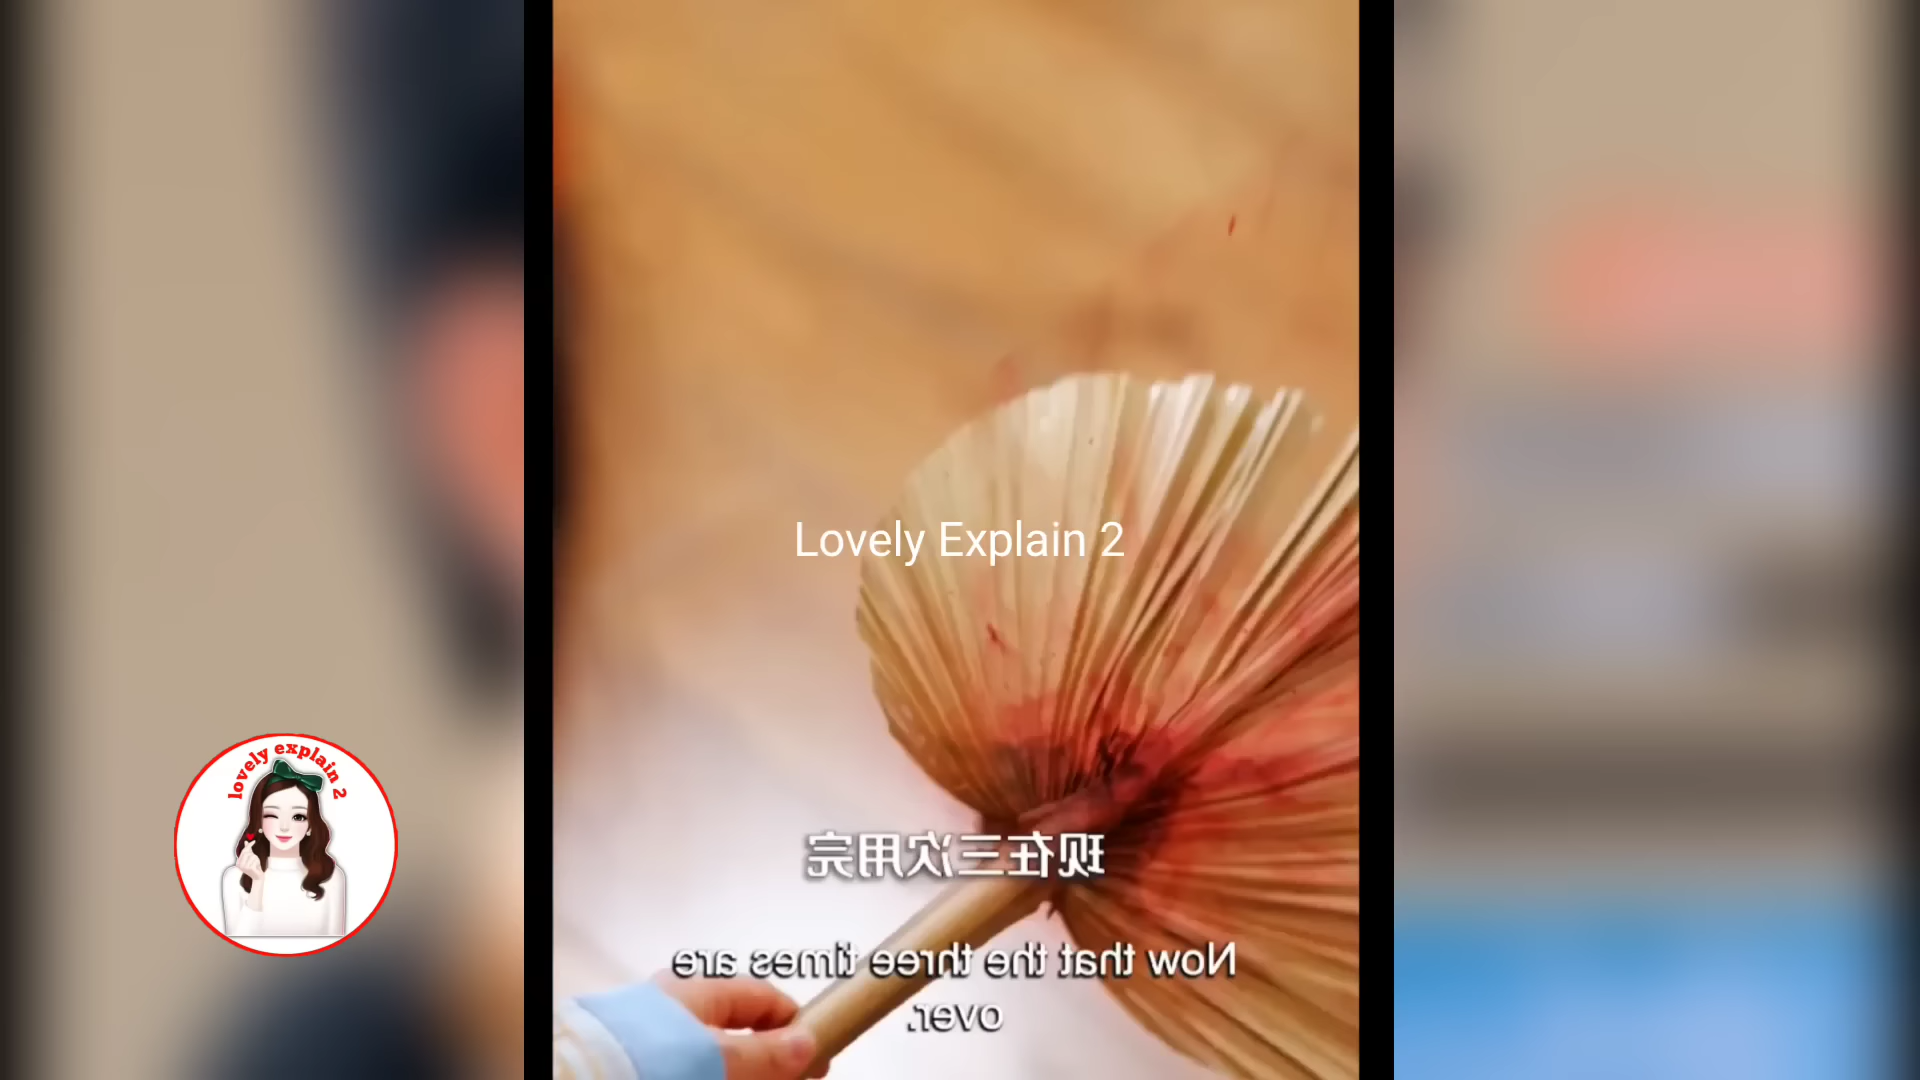 Lovely Explain 2
lovely explain 2
现在三次用完
Now that the three times are
over.